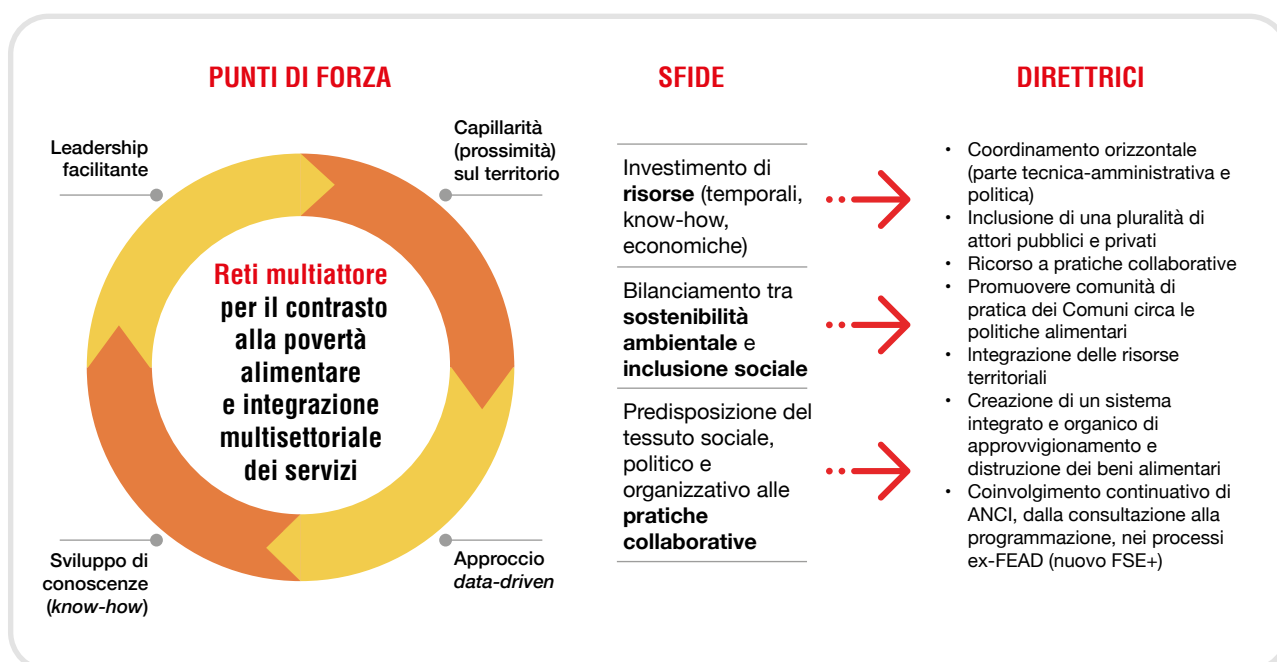 PUNTI DI FORZA
Leadership
facilitante
Capillarità
(prossimità)
sul territorio
Reti multiattore
per il contrasto
alla povertà
alimentare
e integrazione
multisettoriale
dei servizi
Sviluppo di
conoscenze
(know-how)
Approccio
data-driven
SFIDE
Investimento di
risorse (temporali,
know-how,
economiche)
Bilanciamento tra
sostenibilità
ambientale e
inclusione sociale
Predisposizione del
tessuto sociale,
politico e
organizzativo alle
pratiche
collaborative
DIRETTRICI
• Coordinamento orizzontale
(parte tecnica-amministrativa e
politica)
• Inclusione di una pluralità di
attori pubblici e privati
• Ricorso a pratiche collaborative
• Promuovere comunità di
pratica dei Comuni circa le
politiche alimentari
• Integrazione delle risorse
territoriali
• Creazione di un sistema
integrato e organico di
approvvigionamento e
distruzione dei beni alimentari
• Coinvolgimento continuativo di
ANCI, dalla consultazione alla
programmazione, nei processi
ex-FEAD (nuovo FSE+)